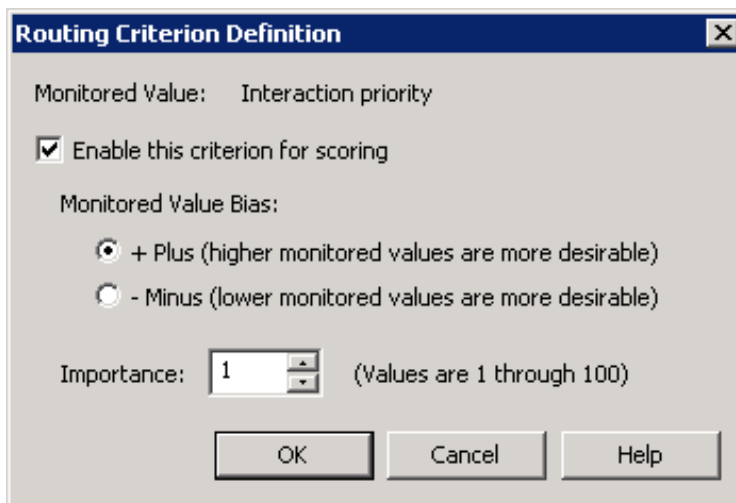 Routing Criterion Definition
Monitored Value: Interaction priority
Enable this criterion for scoring
Monitored Value Bias:
+ Plus (higher monitored values are more desirable)
- Minus (lower monitored values are more desirable)
Importance: 1 (Values are 1 through 100)
OK Cancel Help